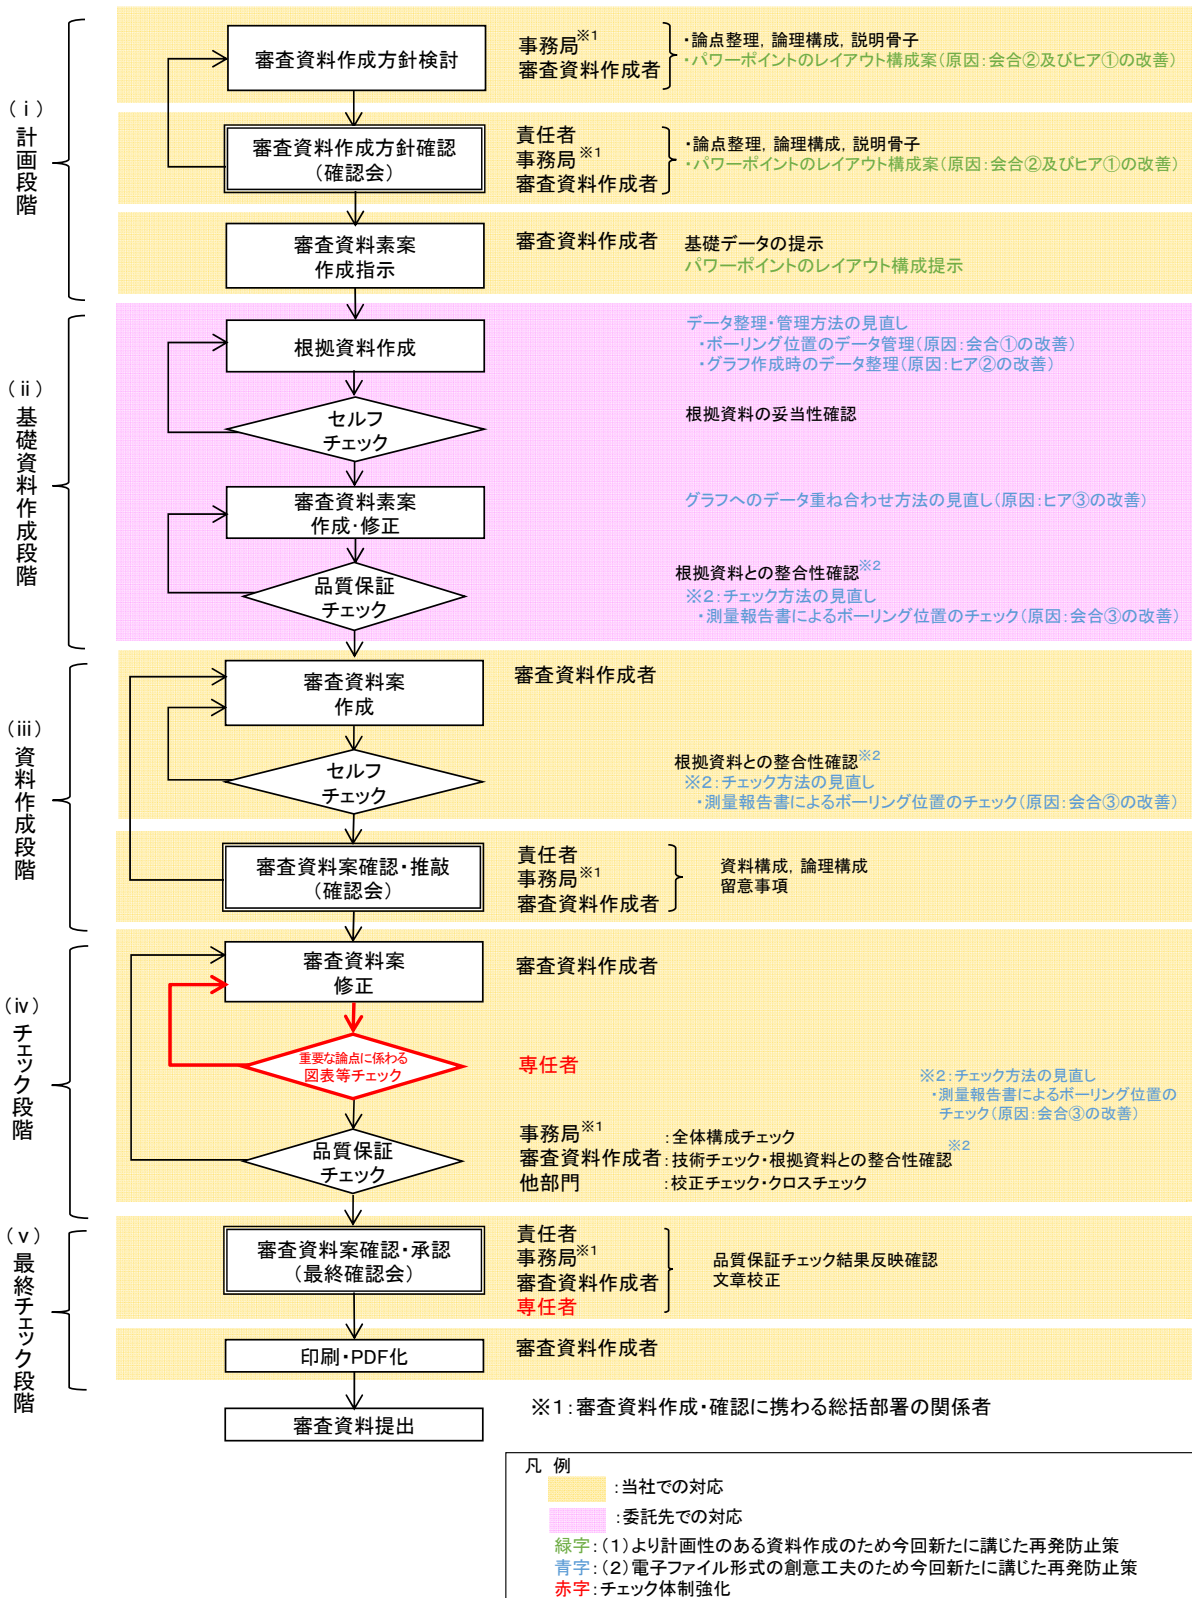 (ⅰ)計画段階
審査資料作成方針検討
事務局※1
審査資料作成者
・論点整理，論理構成，説明骨子
・パワーポイントのレイアウト構成案(原因：会合②及びヒア①の改善)
審査資料作成方針確認
(確認会)
責任者
事務局※1
審査資料作成者
・論点整理，論理構成，説明骨子
・パワーポイントのレイアウト構成案(原因：会合②及びヒア①の改善)
審査資料素案
作成指示
審査資料作成者
基礎データの提示
パワーポイントのレイアウト構成提示
(ⅱ)基礎資料作成段階
根拠資料作成
データ整理・管理方法の見直し
・ボーリング位置のデータ管理(原因：会合①の改善)
・グラフ作成時のデータ整理(原因：ヒア②の改善)
セルフ
チェック
根拠資料の妥当性確認
審査資料素案
作成・修正
グラフへのデータ重ね合わせ方法の見直し(原因：ヒア③の改善)
品質保証
チェック
根拠資料との整合性確認※2
※2：チェック方法の見直し
・測量報告書によるボーリング位置のチェック(原因：会合③の改善)
(ⅲ)資料作成段階
審査資料案
作成
審査資料作成者
セルフ
チェック
根拠資料との整合性確認※2
※2：チェック方法の見直し
・測量報告書によるボーリング位置のチェック(原因：会合③の改善)
審査資料案確認・推敲
(確認会)
責任者
事務局※1
審査資料作成者
資料構成，論理構成
留意事項
(ⅳ)チェック段階
審査資料案
修正
審査資料作成者
重要な論点に係わる
図表等チェック
専任者
※2：チェック方法の見直し
・測量報告書によるボーリング位置の
チェック(原因：会合③の改善)
品質保証
チェック
事務局※1 ：全体構成チェック
審査資料作成者：技術チェック・根拠資料との整合性確認※2
他部門 ：校正チェック・クロスチェック
(ⅴ)最終チェック段階
審査資料案確認・承認
(最終確認会)
責任者
事務局※1
審査資料作成者
専任者
品質保証チェック結果反映確認
文章校正
印刷・PDF化
審査資料作成者
審査資料提出
※1：審査資料作成・確認に携わる総括部署の関係者
凡 例
：当社での対応
：委託先での対応
緑字：(1)より計画性のある資料作成のため今回新たに講じた再発防止策
青字：(2)電子ファイル形式の創意工夫のため今回新たに講じた再発防止策
赤字：チェック体制強化